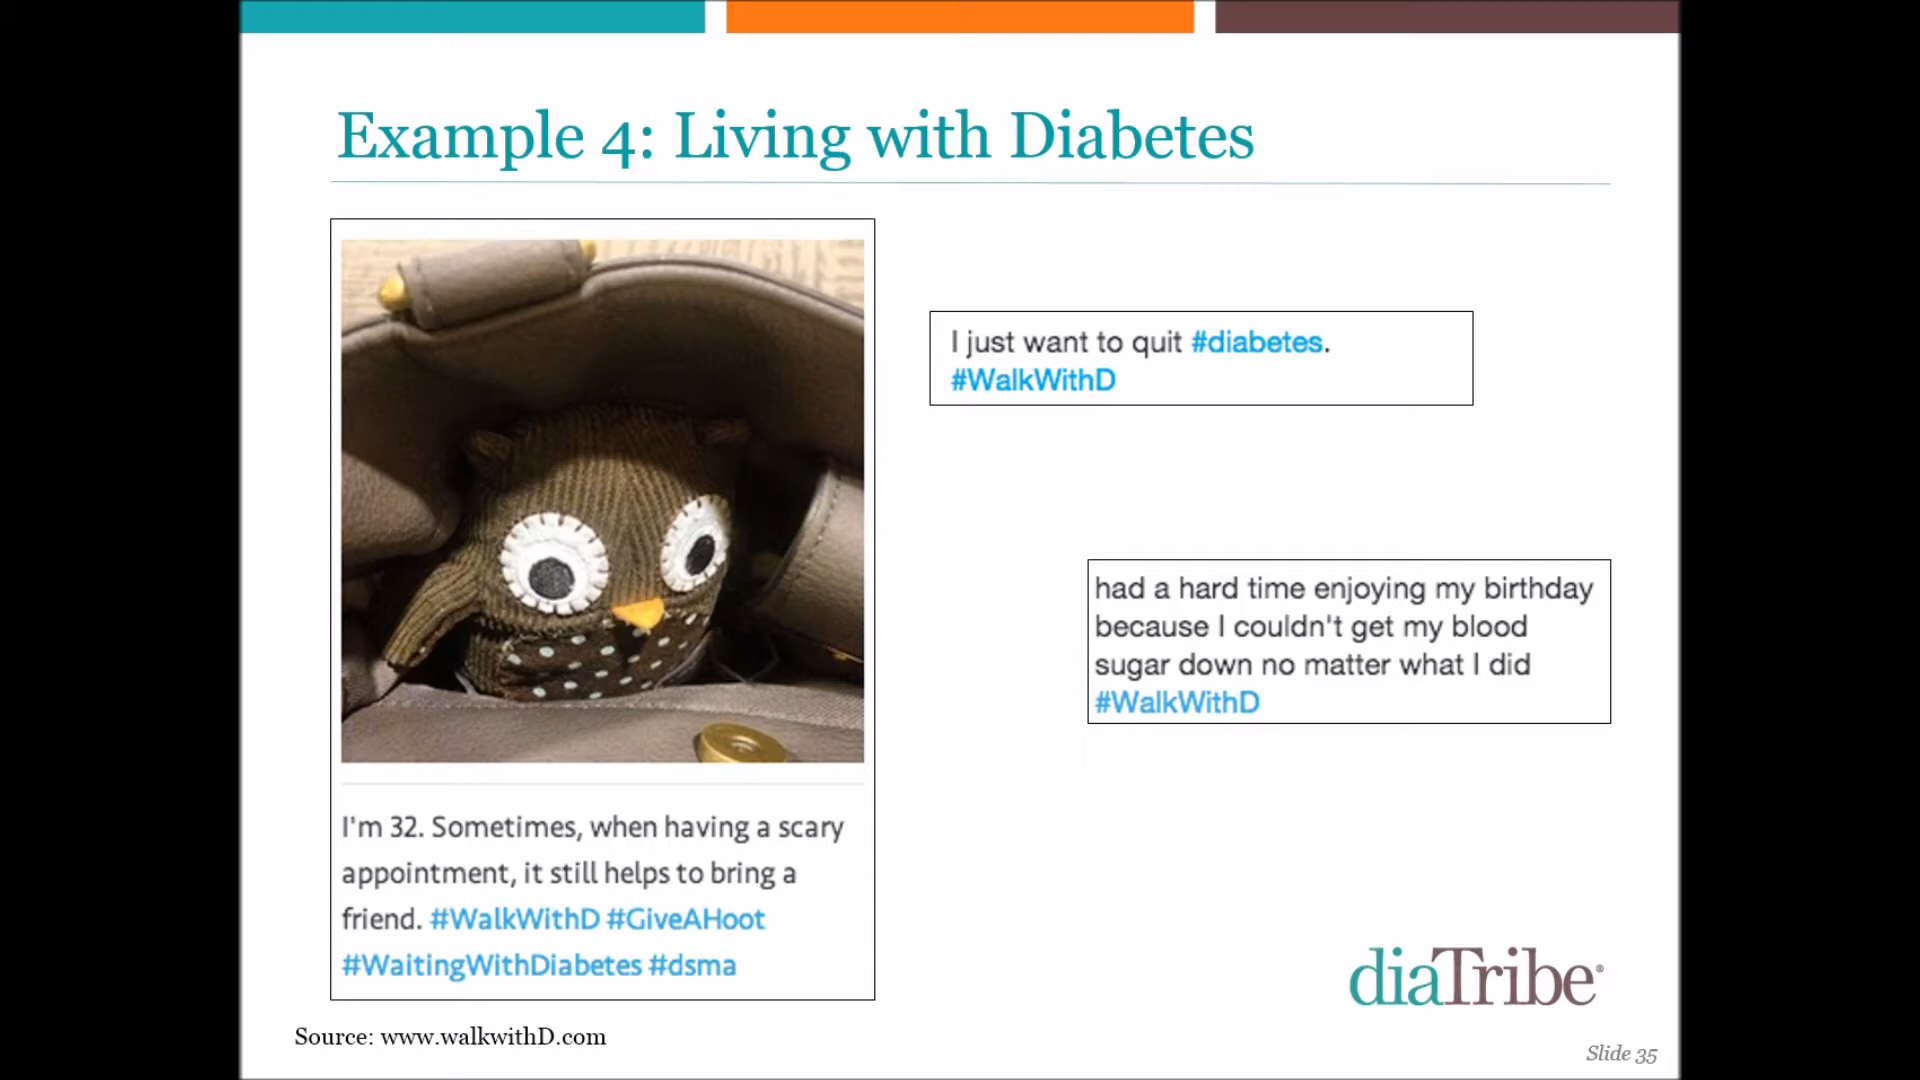 Example 4: Living with Diabetes
I just want to quit #diabetes.
#WalkWithD
had a hard time enjoying my birthday
because I couldn't get my blood
sugar down no matter what I did
#WalkWithD
I'm 32. Sometimes, when having a scary
appointment, it still helps to bring a
friend. #WalkWithD #GiveAHoot
#WaitingWithDiabetes #dsma
diaTribe®
Source: www.walkwithD.com
Slide 35